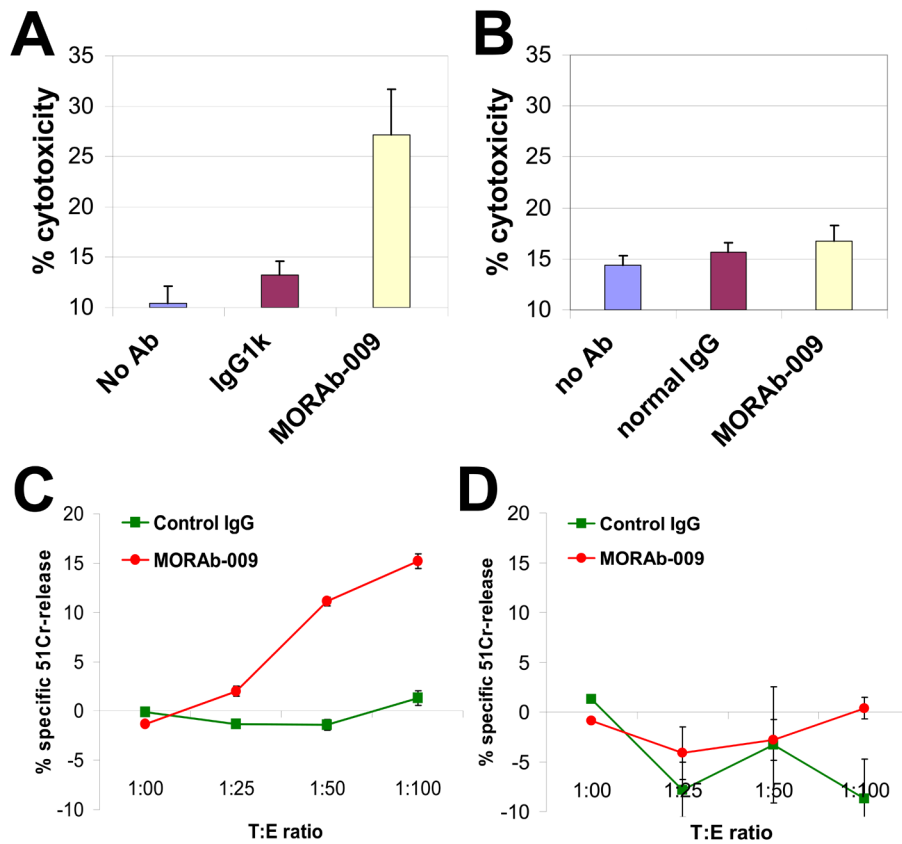 A
% cytotoxicity
35
30
25
20
15
10
No Ab
IgG1k
MORAb-009
B
% cytotoxicity
35
30
25
20
15
10
no Ab
normal IgG
MORAb-009
C
% specific 51Cr-release
20
15
10
5
0
-5
-10
Control IgG
MORAb-009
1:00 1:25 1:50 1:100
T:E ratio
D
% specific 51Cr-release
20
15
10
5
0
-5
-10
Control IgG
MORAb-009
1:00 1:25 1:50 1:100
T:E ratio